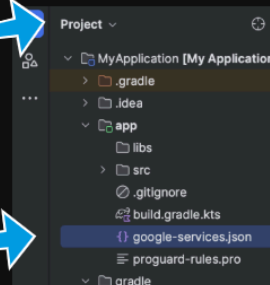 Project
MyApplication [My Application
.gradle
.idea
app
libs
src
.gitignore
build.gradle.kts
google-services.json
proguard-rules.pro
gradle